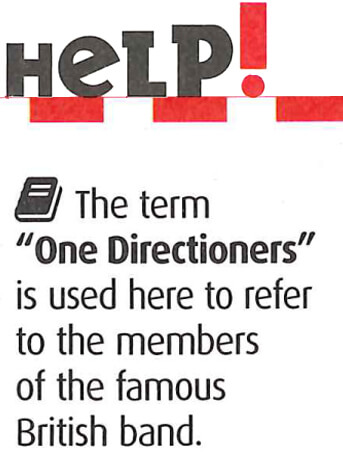 HeLP!
The term
“One Directioners”
is used here to refer
to the members
of the famous
British band.